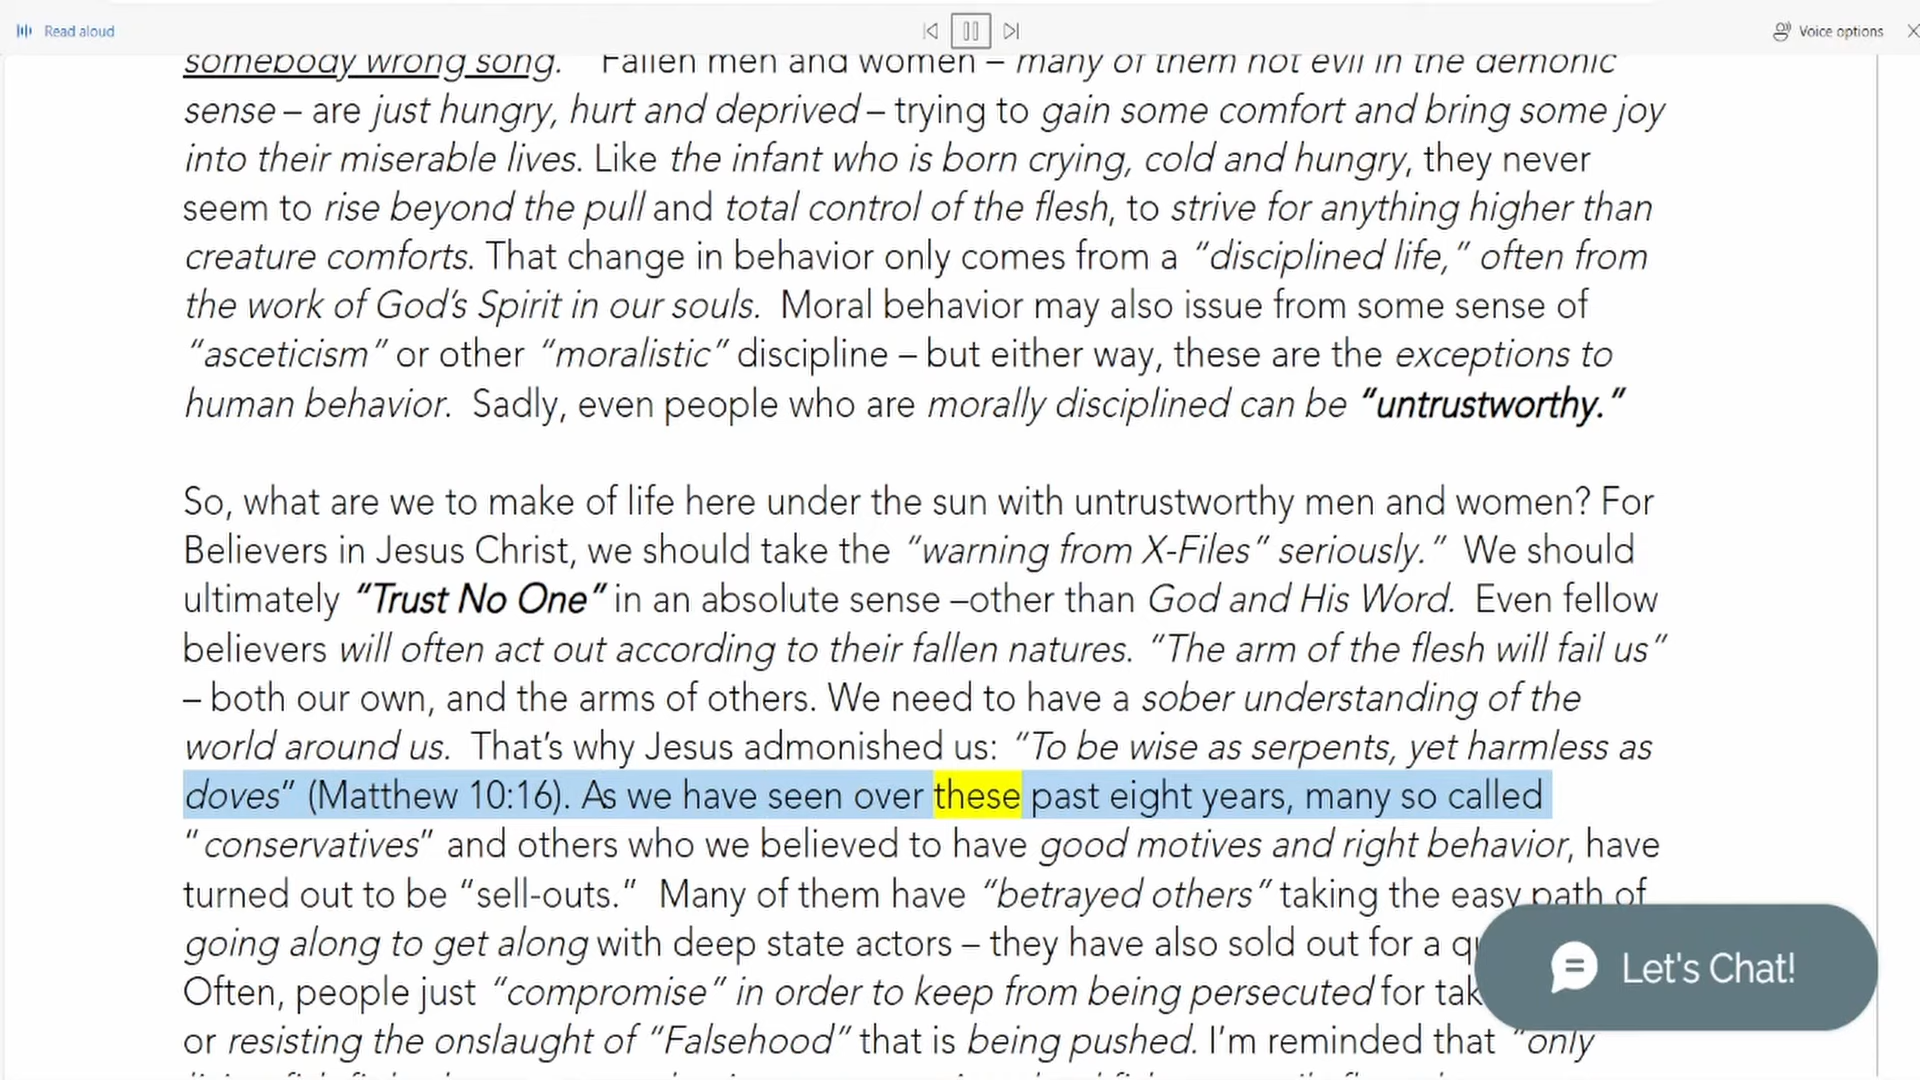 Read aloud
Voice options
somebody wrong song. Fallen men and women – many of them not evil in the demonic
sense – are just hungry, hurt and deprived – trying to gain some comfort and bring some joy
into their miserable lives. Like the infant who is born crying, cold and hungry, they never
seem to rise beyond the pull and total control of the flesh, to strive for anything higher than
creature comforts. That change in behavior only comes from a “disciplined life,” often from
the work of God’s Spirit in our souls. Moral behavior may also issue from some sense of
“asceticism” or other “moralistic” discipline – but either way, these are the exceptions to
human behavior. Sadly, even people who are morally disciplined can be “untrustworthy.”
So, what are we to make of life here under the sun with untrustworthy men and women? For
Believers in Jesus Christ, we should take the “warning from X-Files” seriously.” We should
ultimately “Trust No One” in an absolute sense –other than God and His Word. Even fellow
believers will often act out according to their fallen natures. “The arm of the flesh will fail us”
– both our own, and the arms of others. We need to have a sober understanding of the
world around us. That’s why Jesus admonished us: “To be wise as serpents, yet harmless as
doves” (Matthew 10:16). As we have seen over these past eight years, many so called
“conservatives” and others who we believed to have good motives and right behavior, have
turned out to be “sell-outs.” Many of them have “betrayed others” taking the easy path of
going along to get along with deep state actors – they have also sold out for a
Often, people just “compromise” in order to keep from being persecuted for
or resisting the onslaught of “Falsehood” that is being pushed. I’m reminded that “only
Let's Chat!